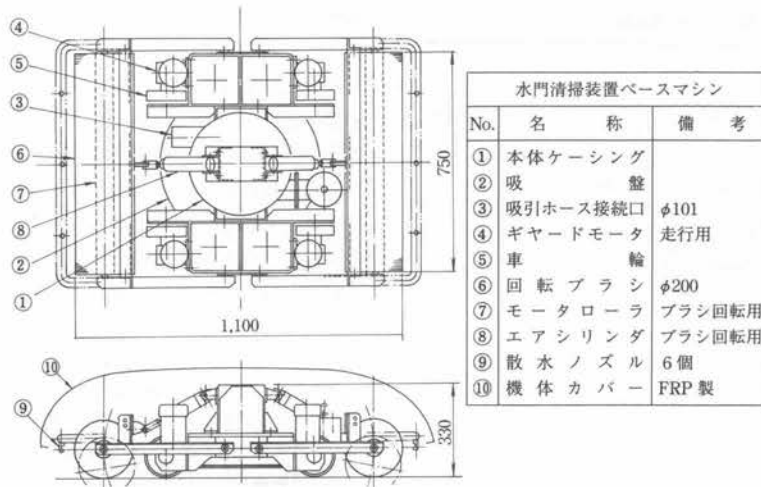 ④
⑤
③
⑥
⑦
⑧
②
①
750
1,100
⑩
⑨
330
水門清掃装置ベースマシン
No. 名 称 備 考
① 本体ケーシング
② 吸 盤
③ 吸引ホース接続口 φ101
④ ギヤードモータ 走行用
⑤ 車 輪
⑥ 回 転 ブ ラ シ φ200
⑦ モ ー タ ロ ー ラ ブラシ回転用
⑧ エ ア シ リ ン ダ ブラシ回転用
⑨ 散 水 ノ ズ ル 6個
⑩ 機 体 カ バ ー FRP 製